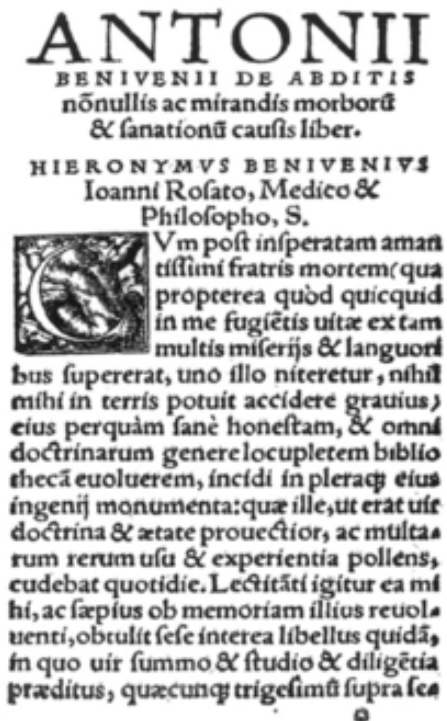 ANTONII
BENIVENII DE ABDITIS
nõnullis ac mirandis morborũ
& sanationũ causis liber.
HIERONYMVS BENIVENIVS
Ioanni Rosato, Medico &
Philosopho, S.
CVm post insperatam aman
tissimi fratris mortem(qua
propterea quòd quicquid
in me fugiẽtis uitæ ex tam
multis miserijs & languori
bus supererat, uno illo niteretur, nihil
mihi in terris potuit accidere grauius)
eius perquàm sanè honestam, & omni
doctrinarum genere locupletem biblio
thecã euoluerem, incidi in pleraqꝫ eius
ingenij monumenta: quæ ille, ut erat uir
doctrina & ætate prouectior, ac multa-
rum rerum usu & experientia pollens,
cudebat quotidie. Lectitãti igitur ea mi
hi, ac sæpius ob memoriam illius reuol-
uenti, obtulit sese interea libellus quidã,
in quo uir summo & studio & diligẽtia
præditus, quæcunqꝫ trigesimũ supra sea